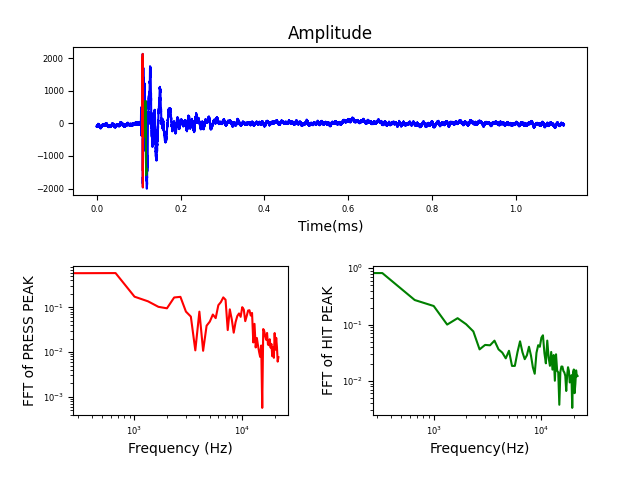 Amplitude
2000
1000
0
−1000
−2000
0.0 0.2 0.4 0.6 0.8 1.0
Time(ms)
FFT of PRESS PEAK
10⁻¹
10⁻²
10⁻³
10³ 10⁴
Frequency (Hz)
FFT of HIT PEAK
10⁰
10⁻¹
10⁻²
10³ 10⁴
Frequency(Hz)